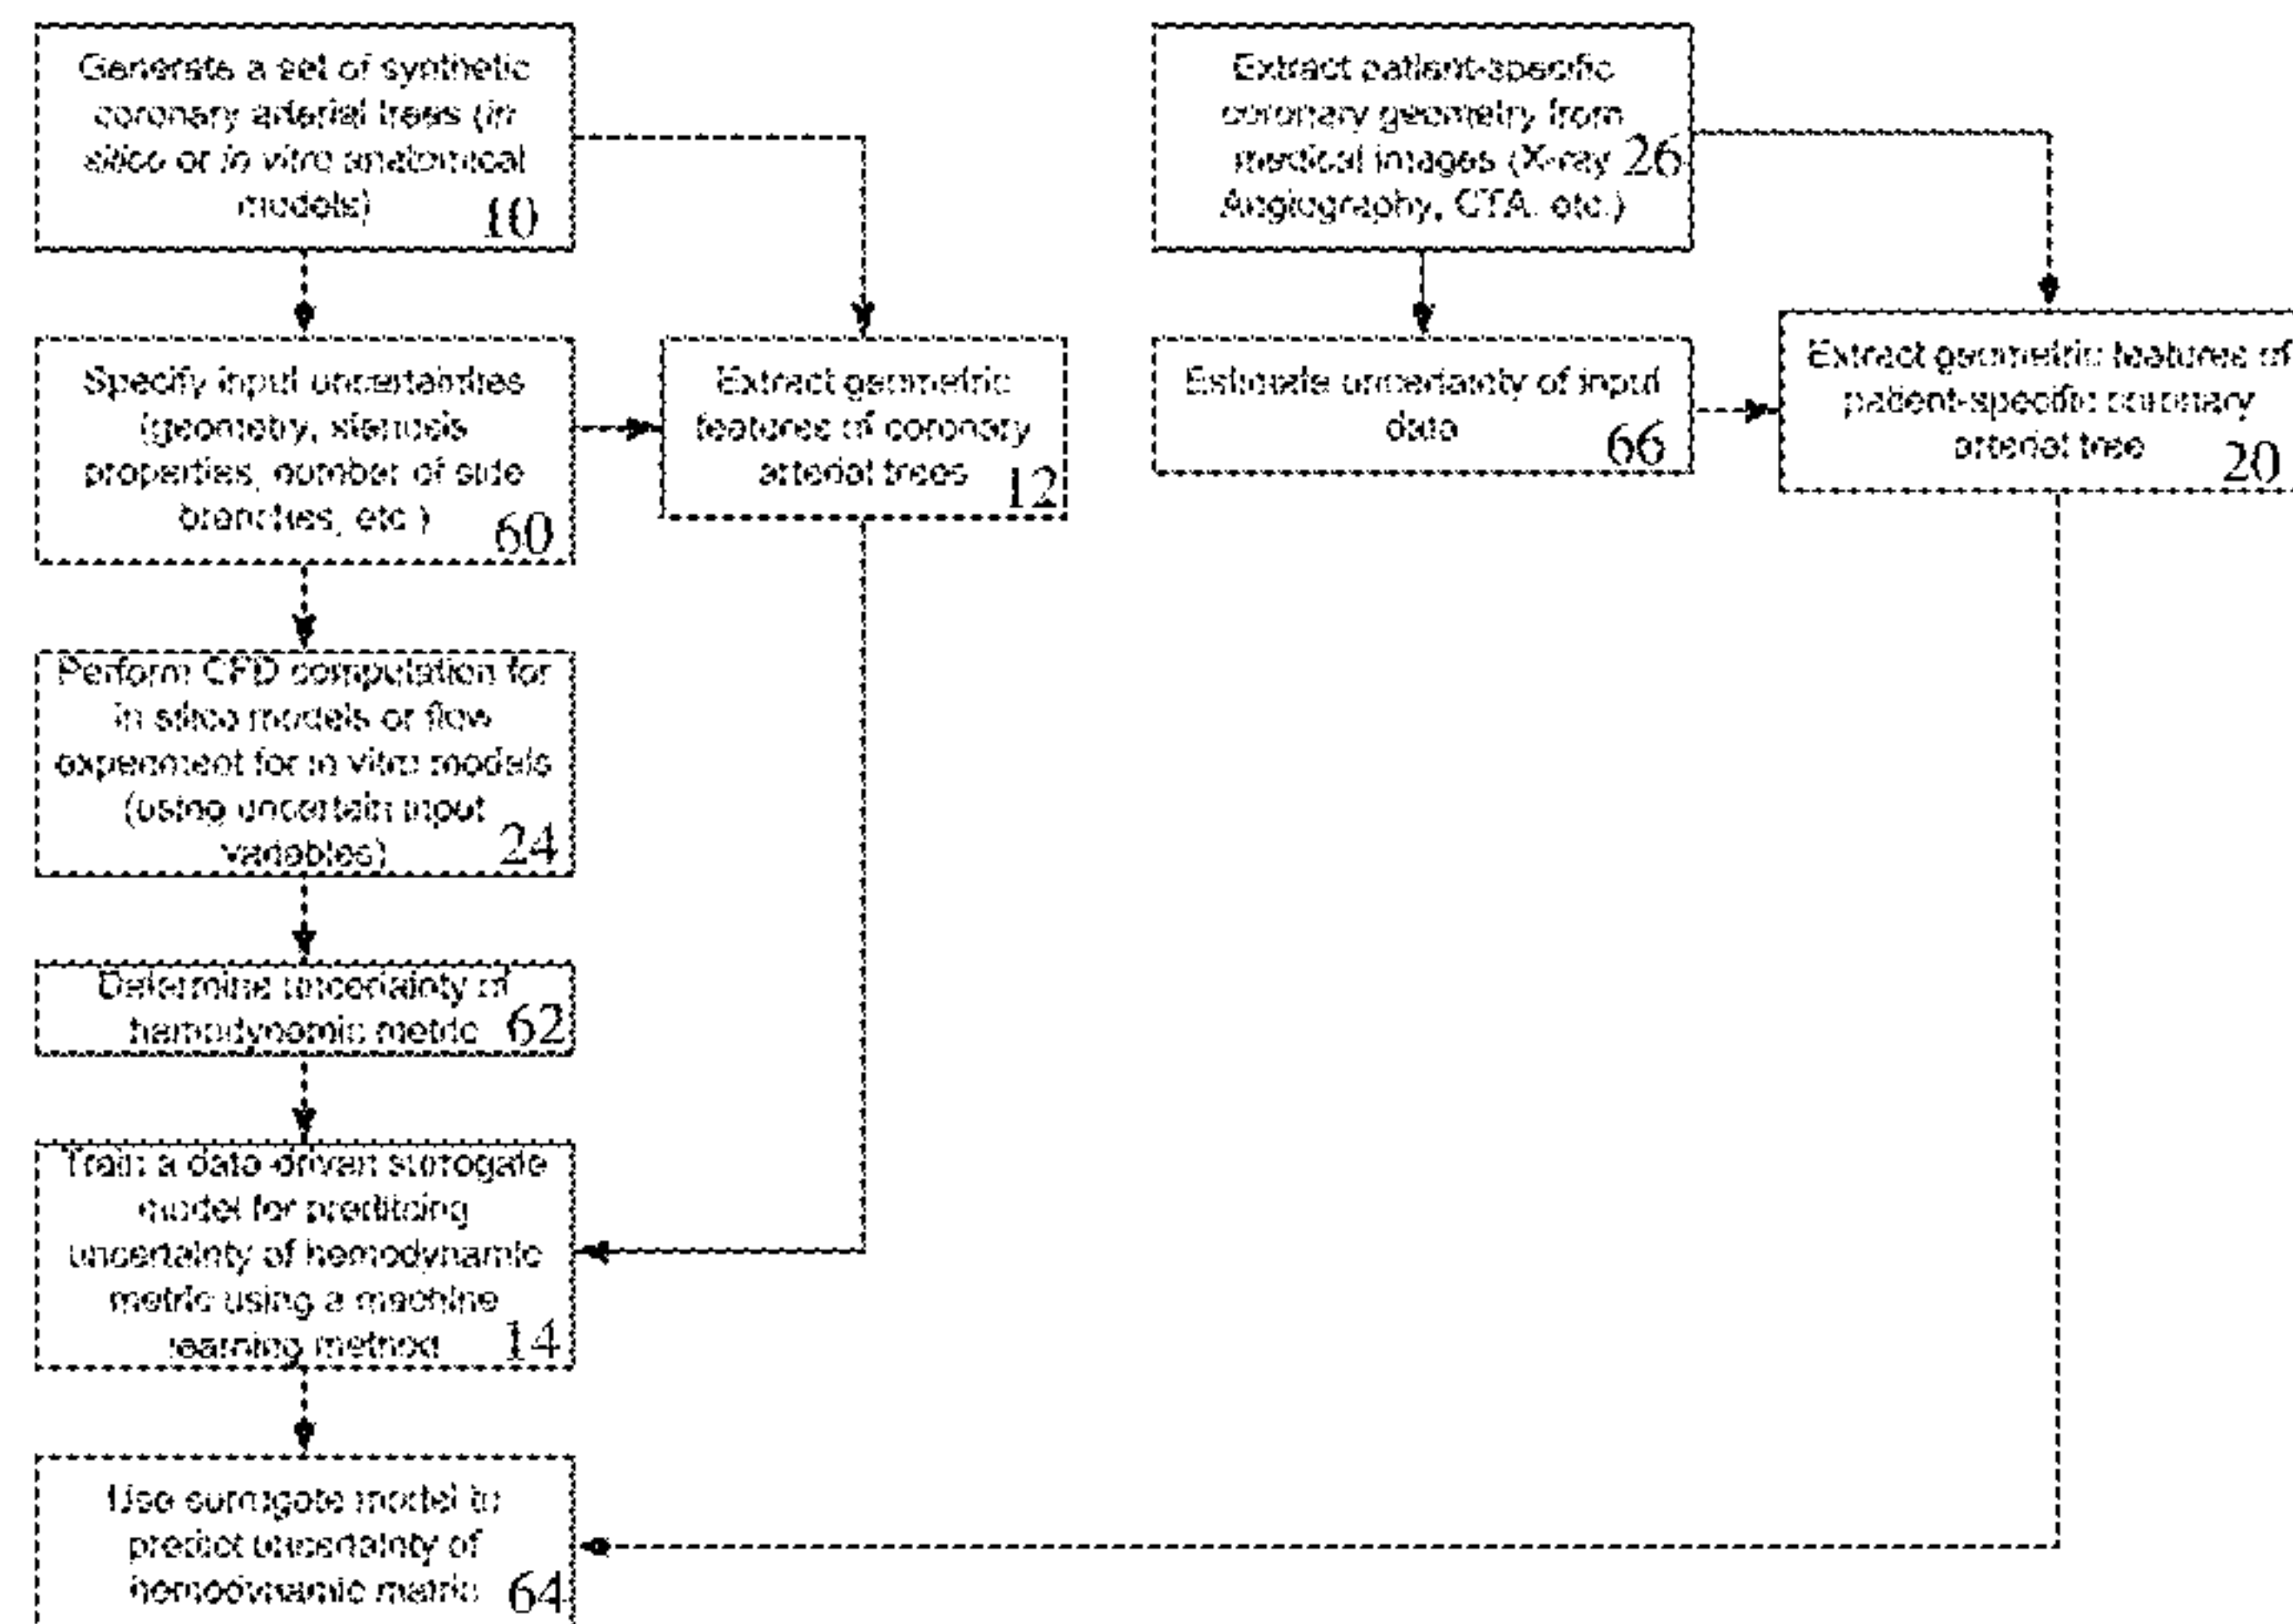 Generate a set of synthetic
coronary arterial trees (in
silico or in vitro anatomical
models)
10
Specify input uncertainties
(geometry, stenosis
properties, number of side
branches, etc.)
60
Extract geometric
features of coronary
arterial trees
12
Perform CFD computation for
in silico models or flow
experiment for in vitro models
(using uncertain input
variables)
24
Determine uncertainty of
hemodynamic metric
62
Train a data-driven surrogate
model for predicting
uncertainty of hemodynamic
metric using a machine
learning method
14
Use surrogate model to
predict uncertainty of
hemodynamic metric
64
Extract patient-specific
coronary geometry from
medical images (X-ray
Angiography, CTA, etc.)
26
Estimate uncertainty of input
data
66
Extract geometric features of
patient-specific coronary
arterial tree
20